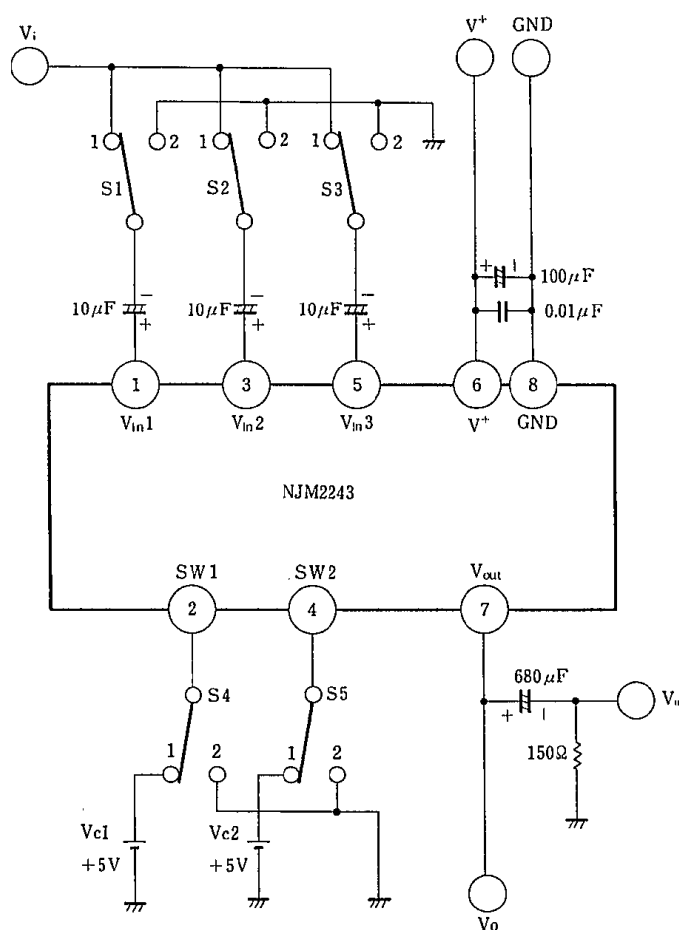 Vi
V+ GND
1 2 1 2 1 2
S1 S2 S3
+ − 100μF
0.01μF
10μF − + 10μF − + 10μF − +
1 3 5 6 8
Vin1 Vin2 Vin3 V+ GND
NJM2243
SW1 SW2 Vout
2 4 7
680μF
S4 S5
+ −
1 2 1 2
150Ω
Vc1 Vc2
+5V +5V
Vo